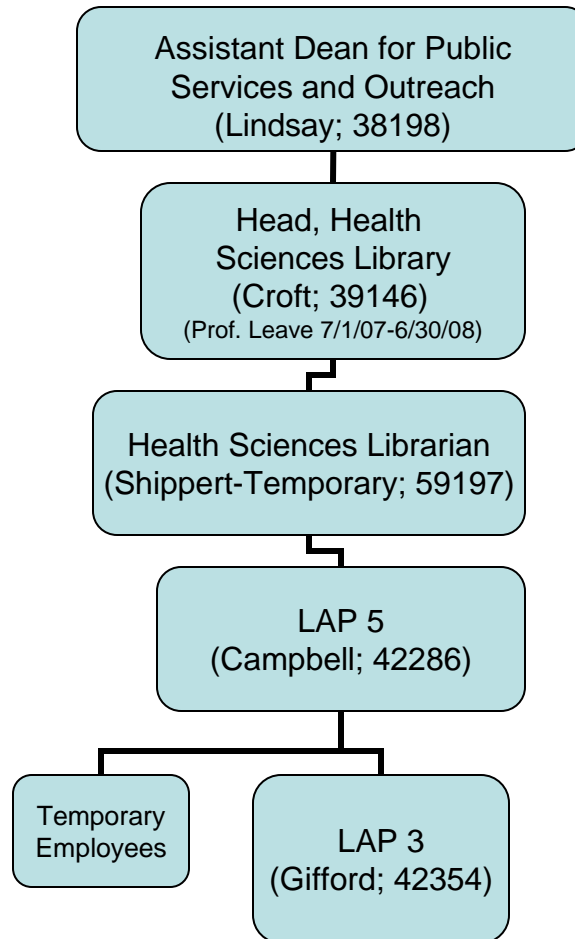 Assistant Dean for Public
Services and Outreach
(Lindsay; 38198)
Head, Health
Sciences Library
(Croft; 39146)
(Prof. Leave 7/1/07-6/30/08)
Health Sciences Librarian
(Shippert-Temporary; 59197)
LAP 5
(Campbell; 42286)
Temporary
Employees
LAP 3
(Gifford; 42354)